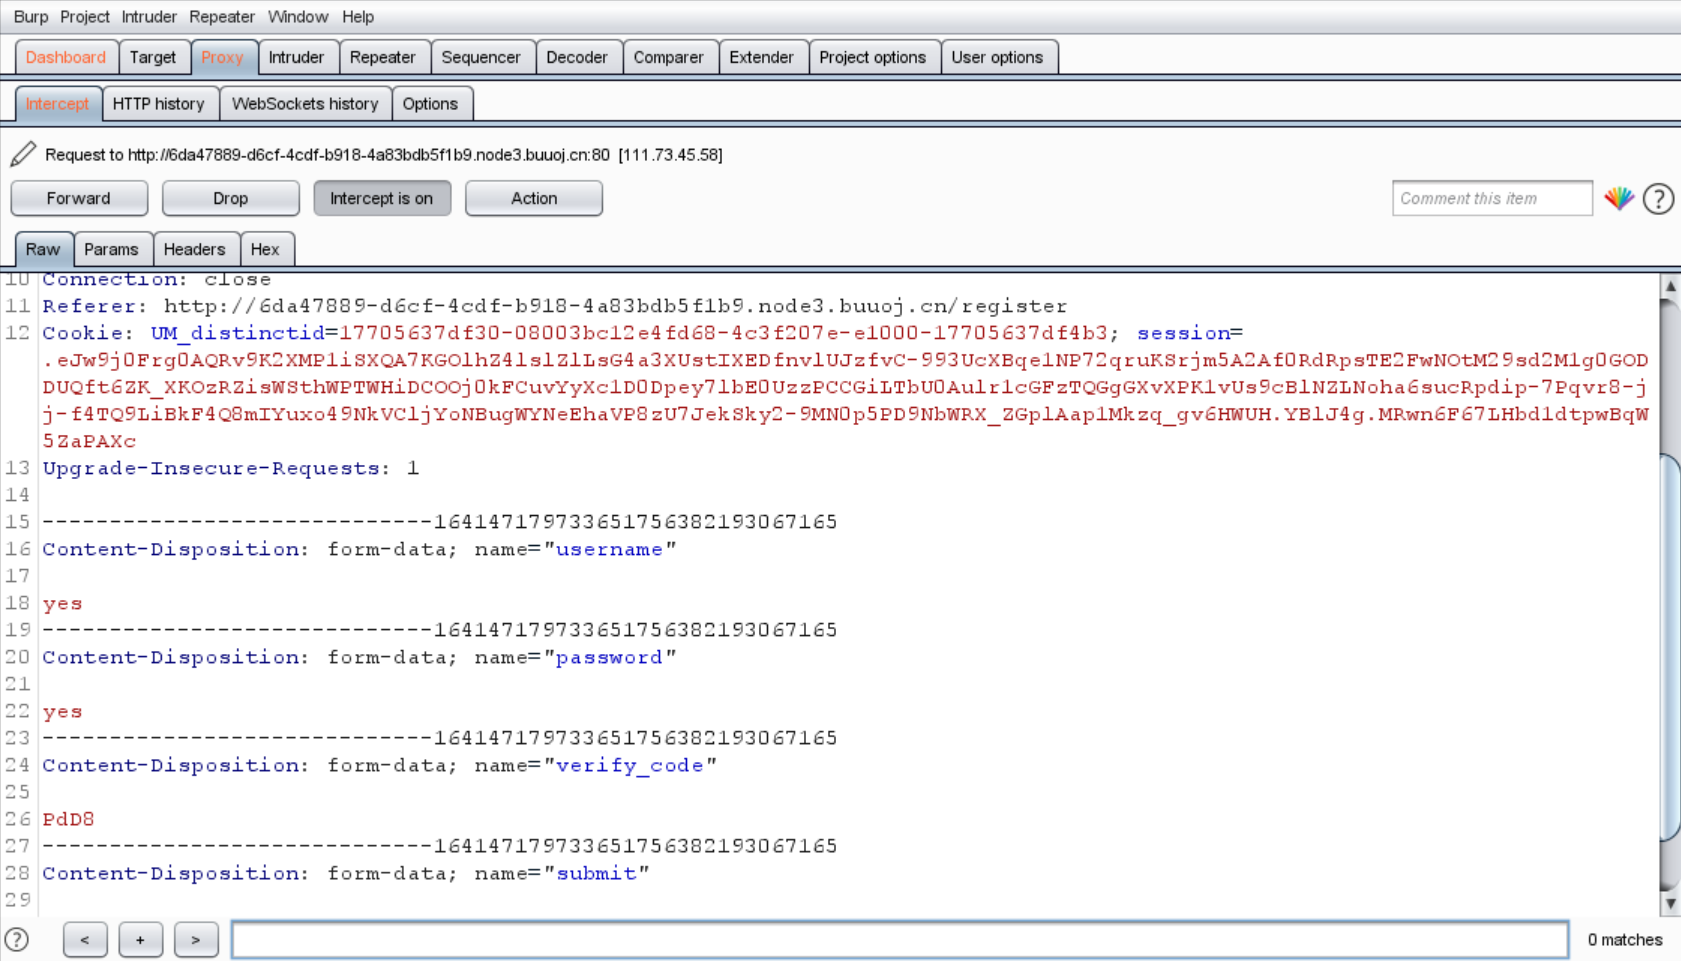 Burp Project Intruder Repeater Window Help
Dashboard Target Proxy Intruder Repeater Sequencer Decoder Comparer Extender Project options User options
Intercept HTTP history WebSockets history Options
Request to http://6da47889-d6cf-4cdf-b918-4a83bdb5f1b9.node3.buuoj.cn:80 [111.73.45.58]
Forward Drop Intercept is on Action Comment this item ?
Raw Params Headers Hex
10 Connection: close
11 Referer: http://6da47889-d6cf-4cdf-b918-4a83bdb5f1b9.node3.buuoj.cn/register
12 Cookie: UM_distinctid=17705637df30-08003bc12e4fd68-4c3f207e-e1000-17705637df4b3; session=
.eJw9j0Frg0AQRv9K2XMP1iSXQA7KGOlhZ4lslZlLsG4a3XUstIXEDfnvlUJzfvC-993UcXBqe1NP72qruKSrjm5A2Af0RdRpsTE2FwNOtM29sd2M1g0GOD
DUQft6ZK_XKOzRZisWSthWPTWHiDCOOj0kFCuvYyXc1D0Dpey7lbE0UzzPCCGiLTbU0Aulr1cGFzTQGgGXvXPK1vUs9cBlNZLNoha6sucRpdip-7Pqvr8-j
j-f4TQ9LiBkF4Q8mIYuxo49NkVCljYoNBugWYNeEhaVP8zU7JekSky2-9MN0p5PD9NbWRX_ZGplAap1Mkzq_gv6HWUH.YBlJ4g.MRwn6F67LHbd1dtpwBqW
5ZaPAXc
13 Upgrade-Insecure-Requests: 1
14
15 -----------------------------164147179733651756382193067165
16 Content-Disposition: form-data; name="username"
17
18 yes
19 -----------------------------164147179733651756382193067165
20 Content-Disposition: form-data; name="password"
21
22 yes
23 -----------------------------164147179733651756382193067165
24 Content-Disposition: form-data; name="verify_code"
25
26 PdD8
27 -----------------------------164147179733651756382193067165
28 Content-Disposition: form-data; name="submit"
29
? < + > 0 matches